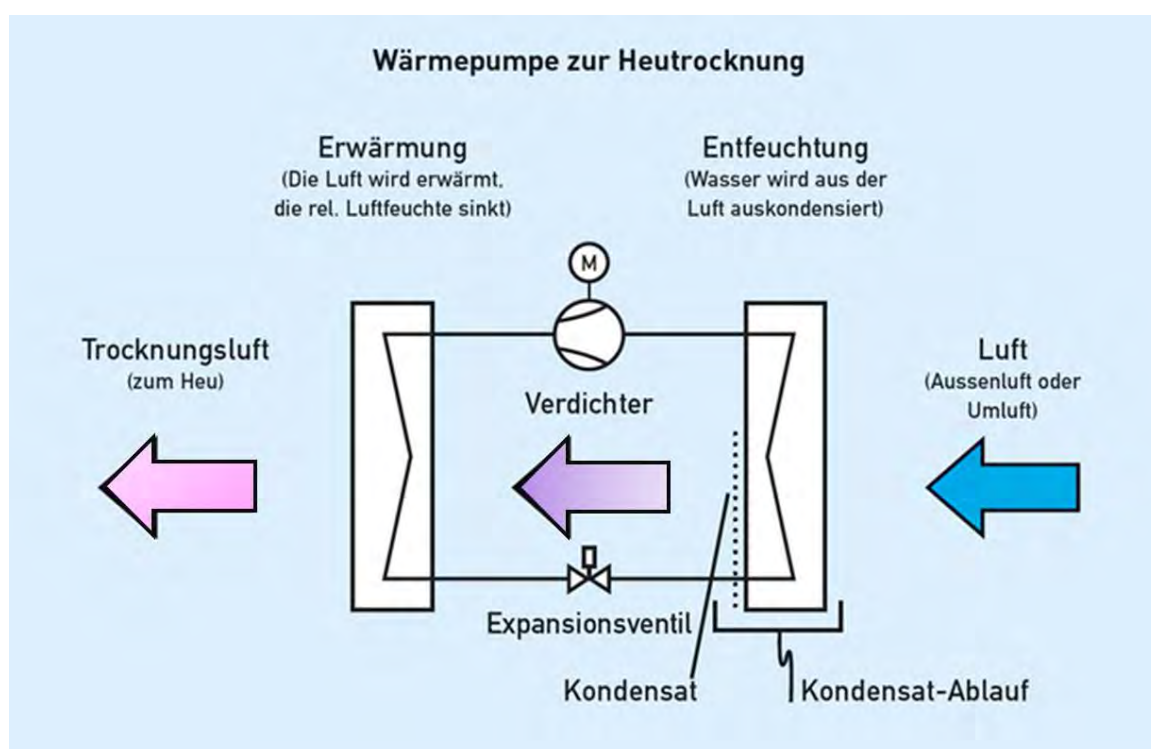 Wärmepumpe zur Heutrocknung
Erwärmung
(Die Luft wird erwärmt,
die rel. Luftfeuchte sinkt)
Entfeuchtung
(Wasser wird aus der
Luft auskondensiert)
M
Trocknungsluft
(zum Heu)
Verdichter
Luft
(Aussenluft oder
Umluft)
Expansionsventil
Kondensat
Kondensat-Ablauf